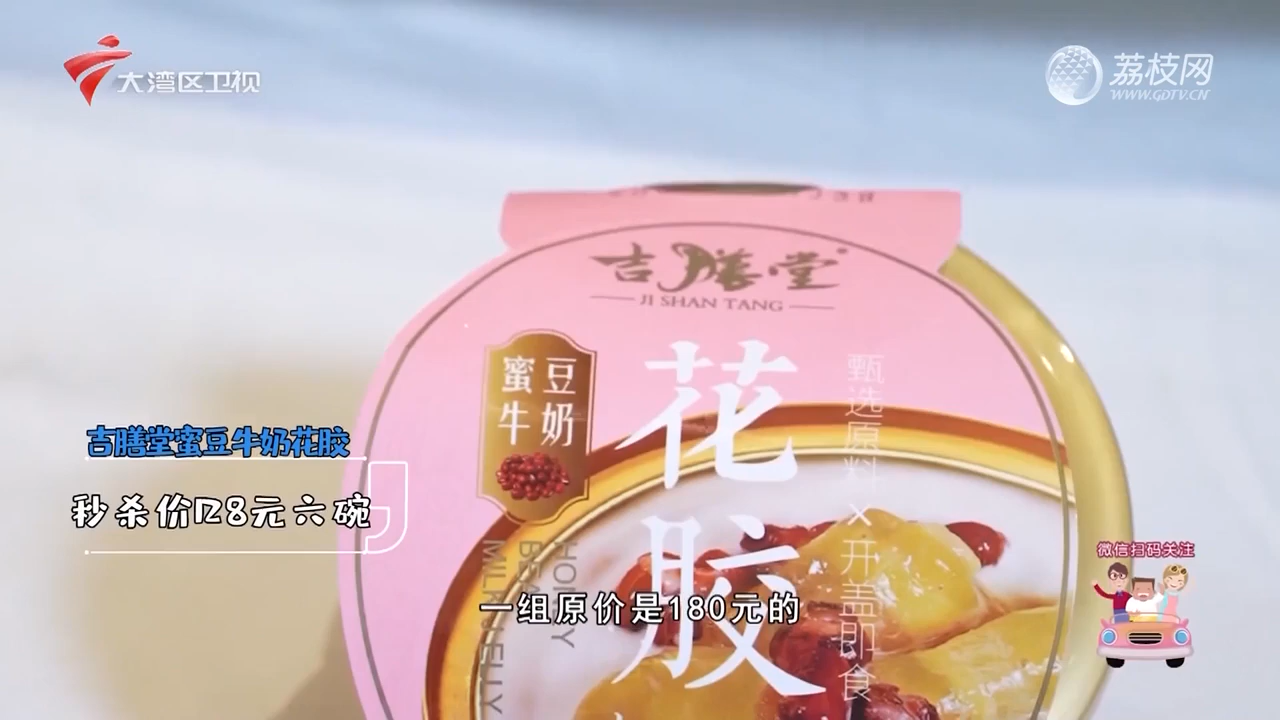 大湾区卫视
荔枝网
WWW.GDTV.CN
吉膳堂
JI SHAN TANG
蜜豆
牛奶
花胶
甄选原料×开盖即食
HONEY
BEAN
MILK JELLY
吉膳堂蜜豆牛奶花胶
秒杀价128元六碗
一组原价是180元的
微信扫码关注